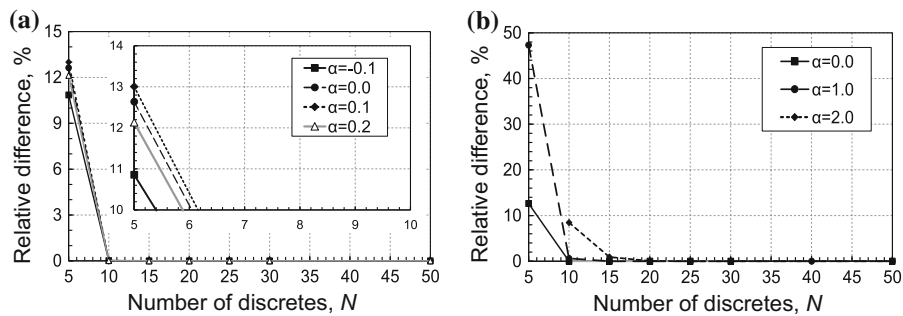 (a)
Relative difference, %
15
12
9
6
3
0
5 10 15 20 25 30 35 40 45 50
Number of discretes, N
14
13
12
11
10
5 6 7 8 9 10
α=-0.1
α=0.0
α=0.1
α=0.2
(b)
Relative difference, %
50
40
30
20
10
0
5 10 15 20 25 30 35 40 45 50
Number of discretes, N
α=0.0
α=1.0
α=2.0